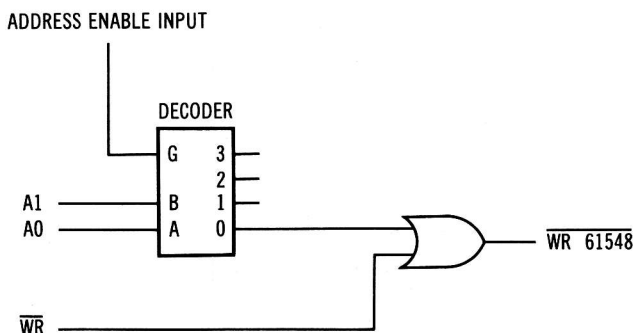 ADDRESS ENABLE INPUT
DECODER
G 3
2
A1 B 1
A0 A 0
WR 61548
WR